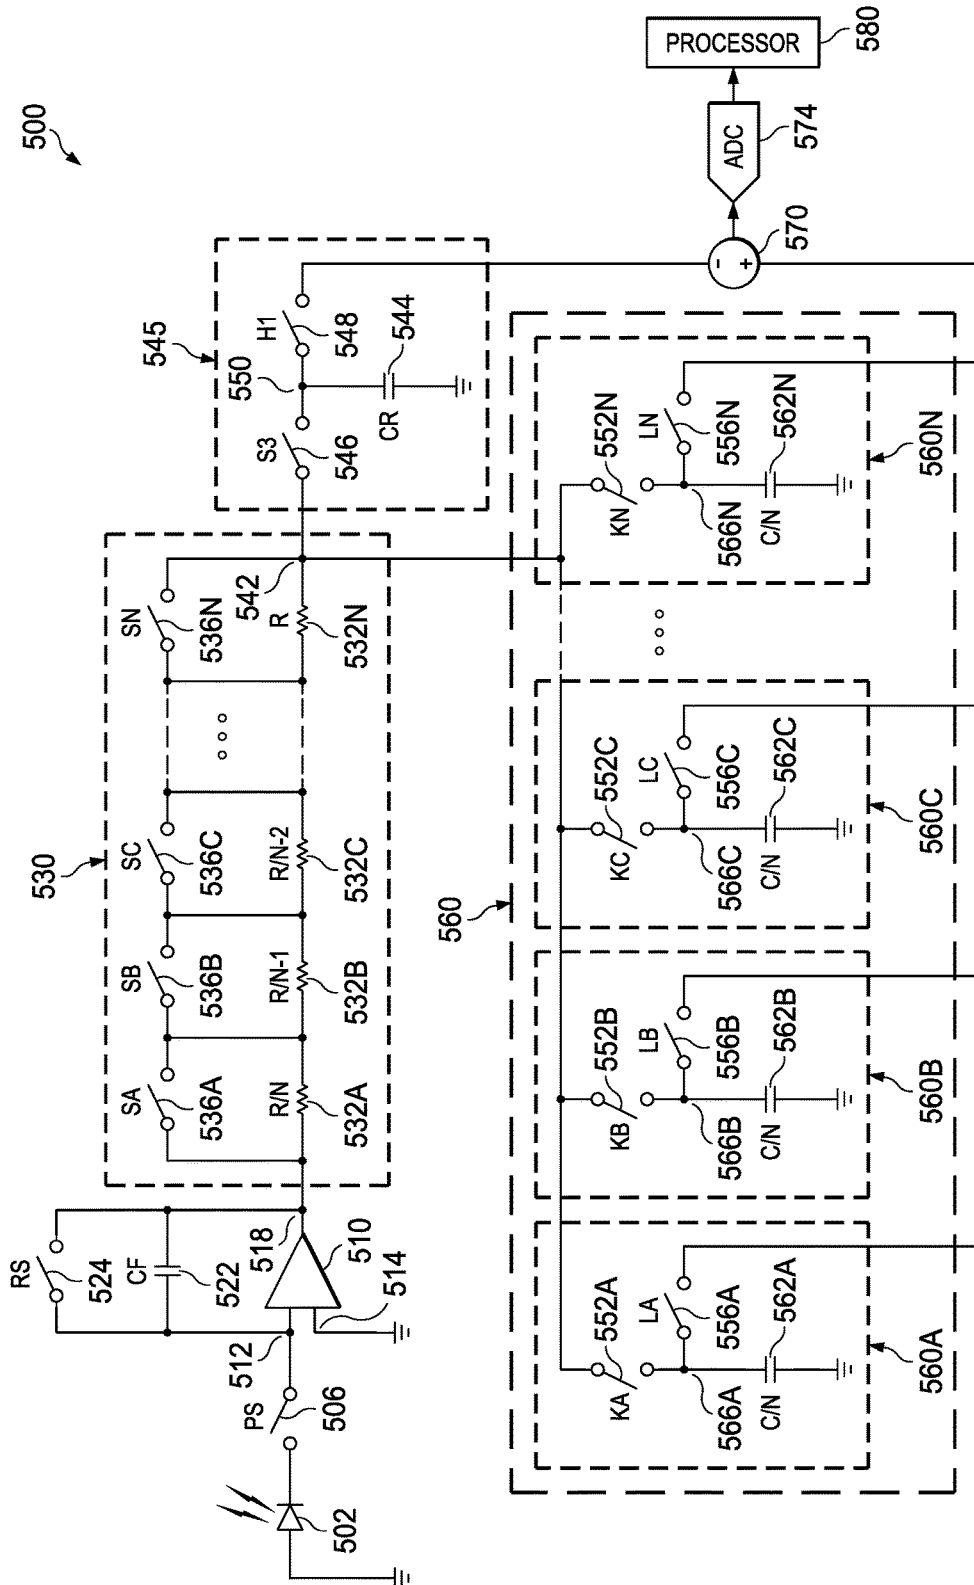 500
RS
524
CF
522
518
510
514
512
PS
506
502
530
SA
536A
SB
536B
SC
536C
SN
536N
R/N
532A
R/N-1
532B
R/N-2
532C
R
532N
542
545
S3
546
550
H1
548
544
CR
560
552A
KA
LA
556A
562A
566A
C/N
560A
552B
KB
LB
556B
562B
566B
C/N
560B
552C
KC
LC
556C
562C
566C
C/N
560C
552N
KN
LN
556N
562N
566N
C/N
560N
-
+
570
ADC
574
PROCESSOR
580